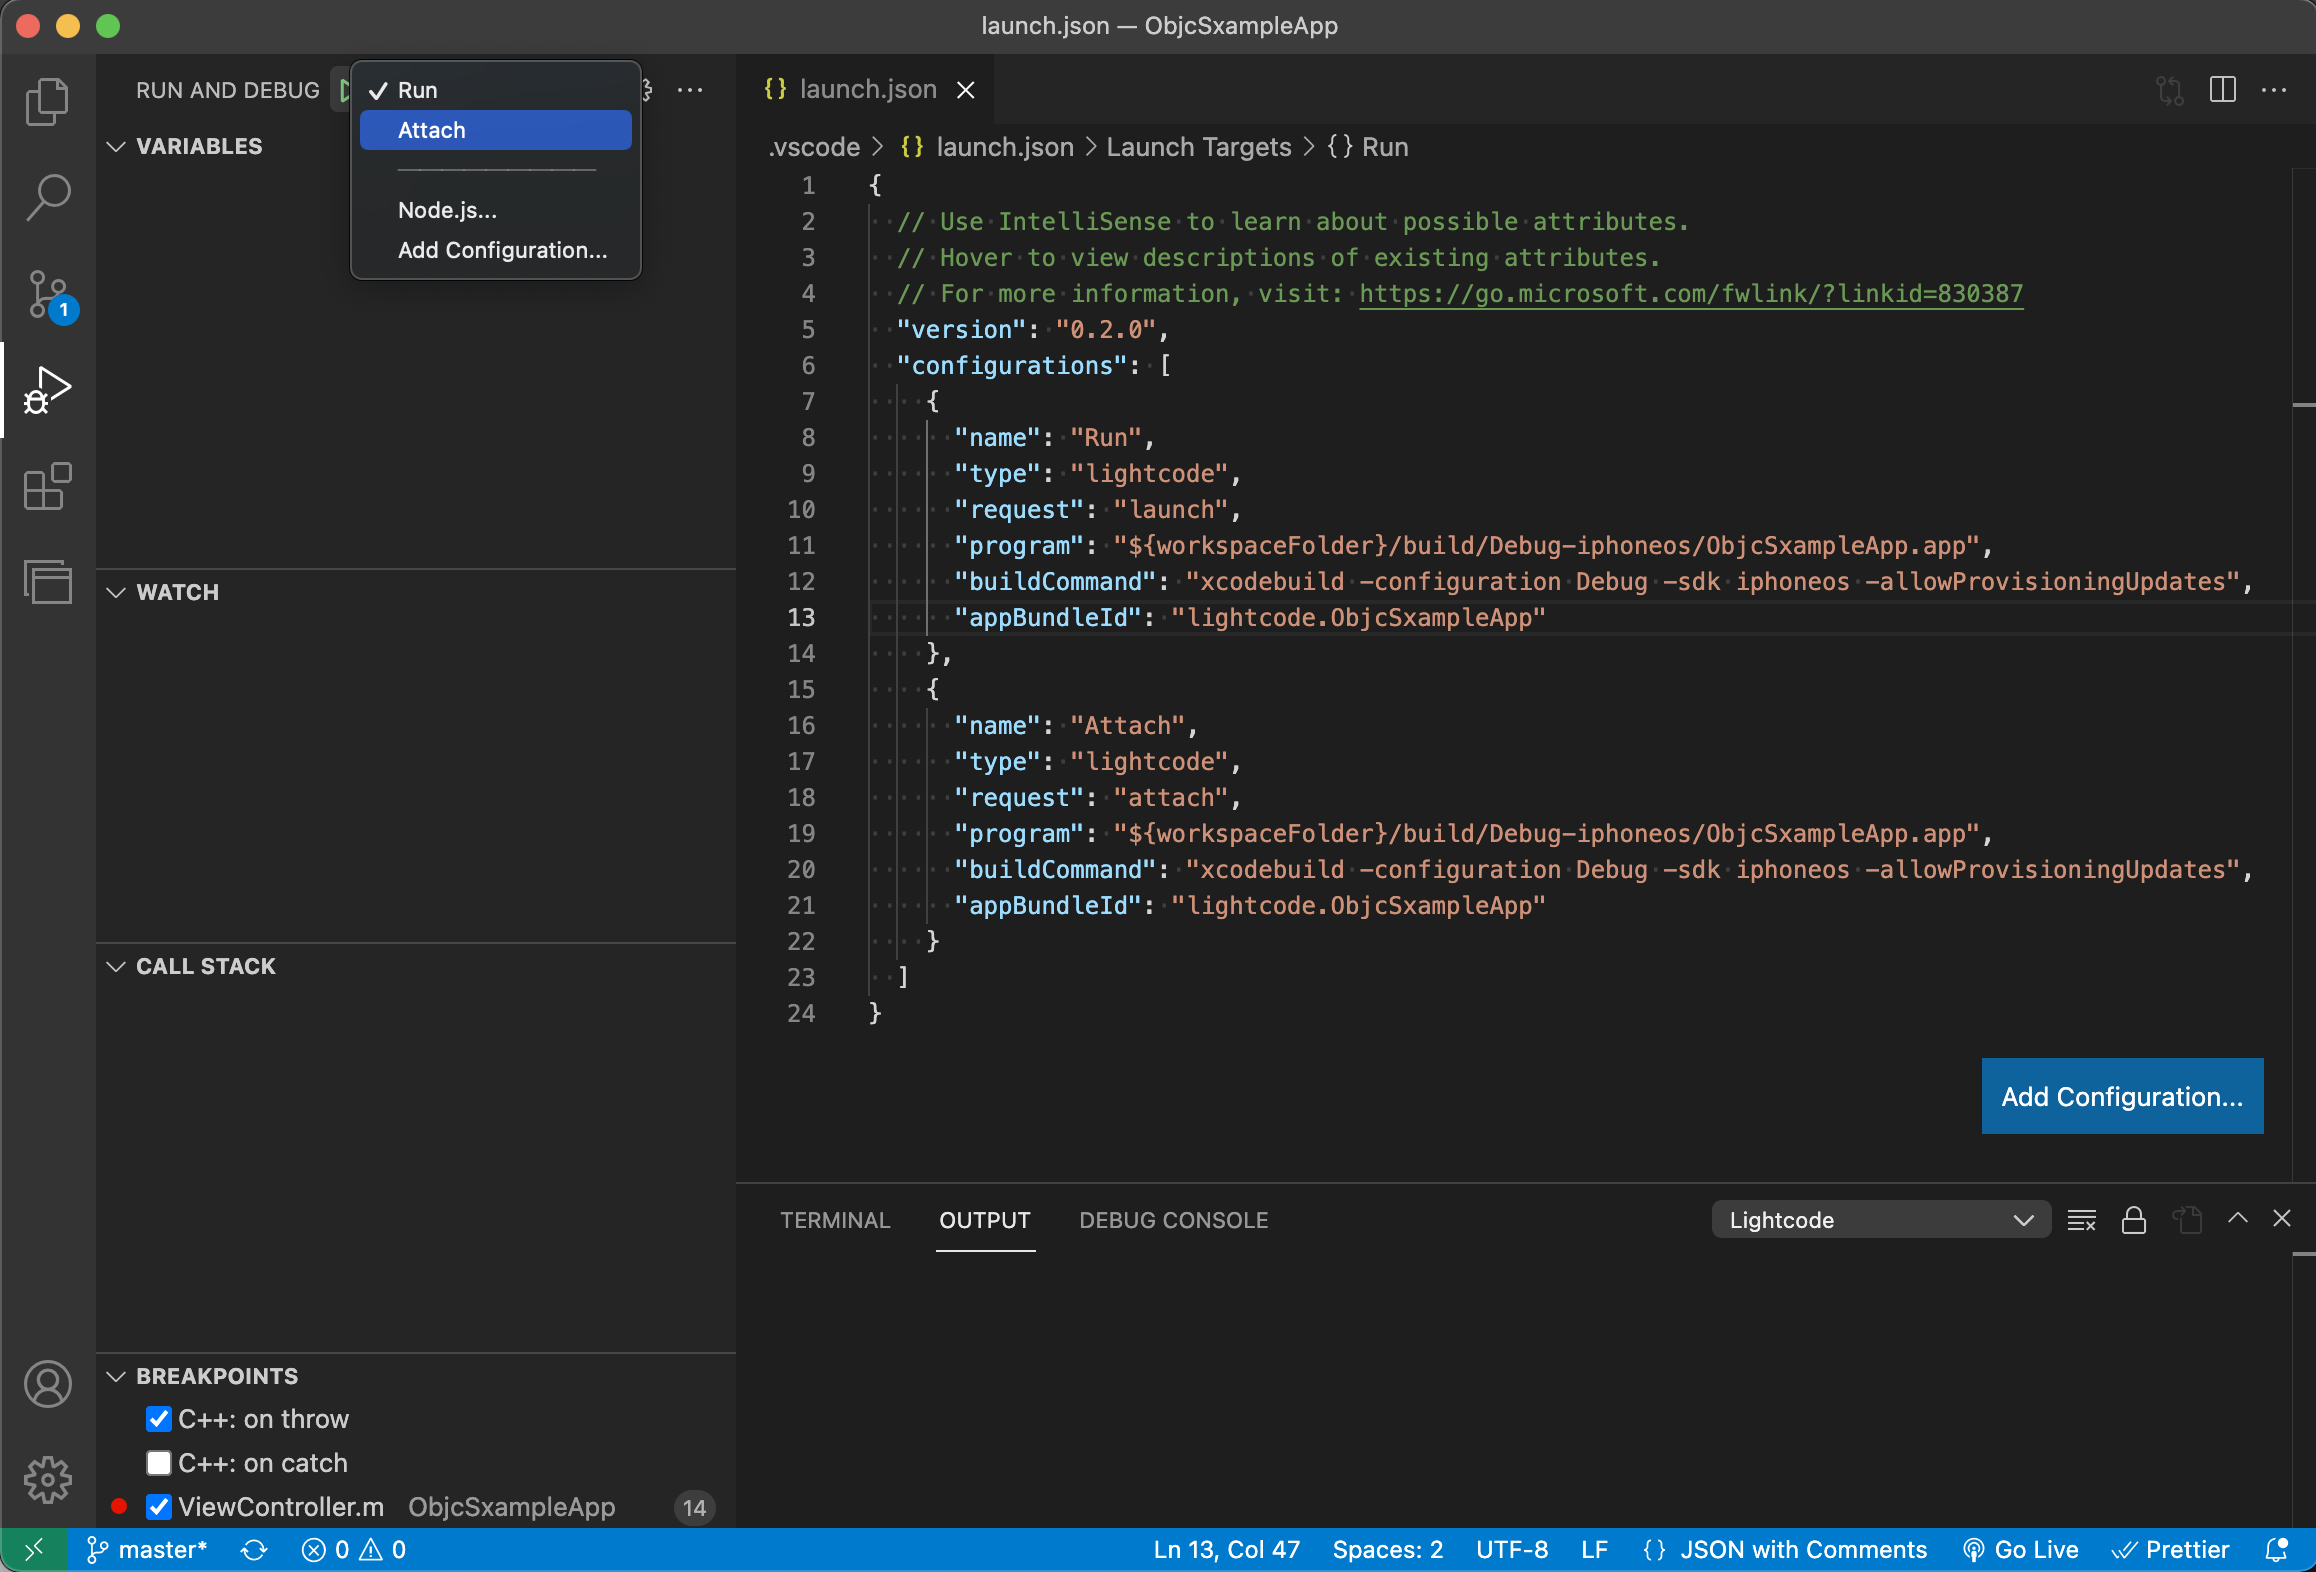 launch.json — ObjcSxampleApp
RUN AND DEBUG
Run
Attach
Node.js...
Add Configuration...
VARIABLES
WATCH
CALL STACK
BREAKPOINTS
C++: on throw
C++: on catch
ViewController.m ObjcSxampleApp 14
1
launch.json
.vscode > {} launch.json > Launch Targets > {} Run
1 {
2 // Use IntelliSense to learn about possible attributes.
3 // Hover to view descriptions of existing attributes.
4 // For more information, visit: https://go.microsoft.com/fwlink/?linkid=830387
5 "version": "0.2.0",
6 "configurations": [
7 {
8 "name": "Run",
9 "type": "lightcode",
10 "request": "launch",
11 "program": "${workspaceFolder}/build/Debug-iphoneos/ObjcSxampleApp.app",
12 "buildCommand": "xcodebuild -configuration Debug -sdk iphoneos -allowProvisioningUpdates",
13 "appBundleId": "lightcode.ObjcSxampleApp"
14 },
15 {
16 "name": "Attach",
17 "type": "lightcode",
18 "request": "attach",
19 "program": "${workspaceFolder}/build/Debug-iphoneos/ObjcSxampleApp.app",
20 "buildCommand": "xcodebuild -configuration Debug -sdk iphoneos -allowProvisioningUpdates",
21 "appBundleId": "lightcode.ObjcSxampleApp"
22 }
23 ]
24 }
Add Configuration...
TERMINAL OUTPUT DEBUG CONSOLE Lightcode
master* 0 0 Ln 13, Col 47 Spaces: 2 UTF-8 LF {} JSON with Comments Go Live Prettier